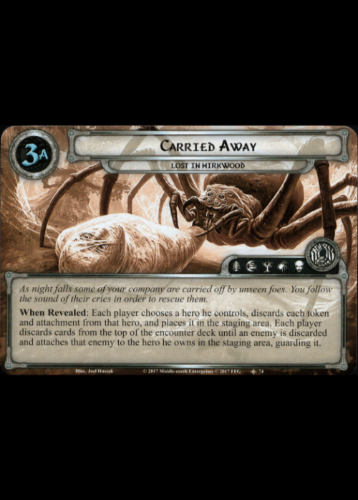 3A
CARRIED AWAY
LOST IN MIRKWOOD
As night falls some of your company are carried off by unseen foes. You follow
the sound of their cries in order to rescue them.
When Revealed: Each player chooses a hero he controls, discards each token
and attachment from that hero, and places it in the staging area. Each player
discards cards from the top of the encounter deck until an enemy is discarded
and attaches that enemy to the hero he owns in the staging area, guarding it.
© 2017 Middle-earth Enterprises © 2017 FFG